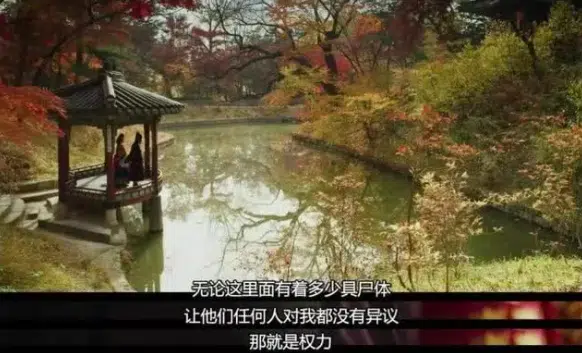 无论这里面有着多少具尸体
让他们任何人对我都没有异议
那就是权力